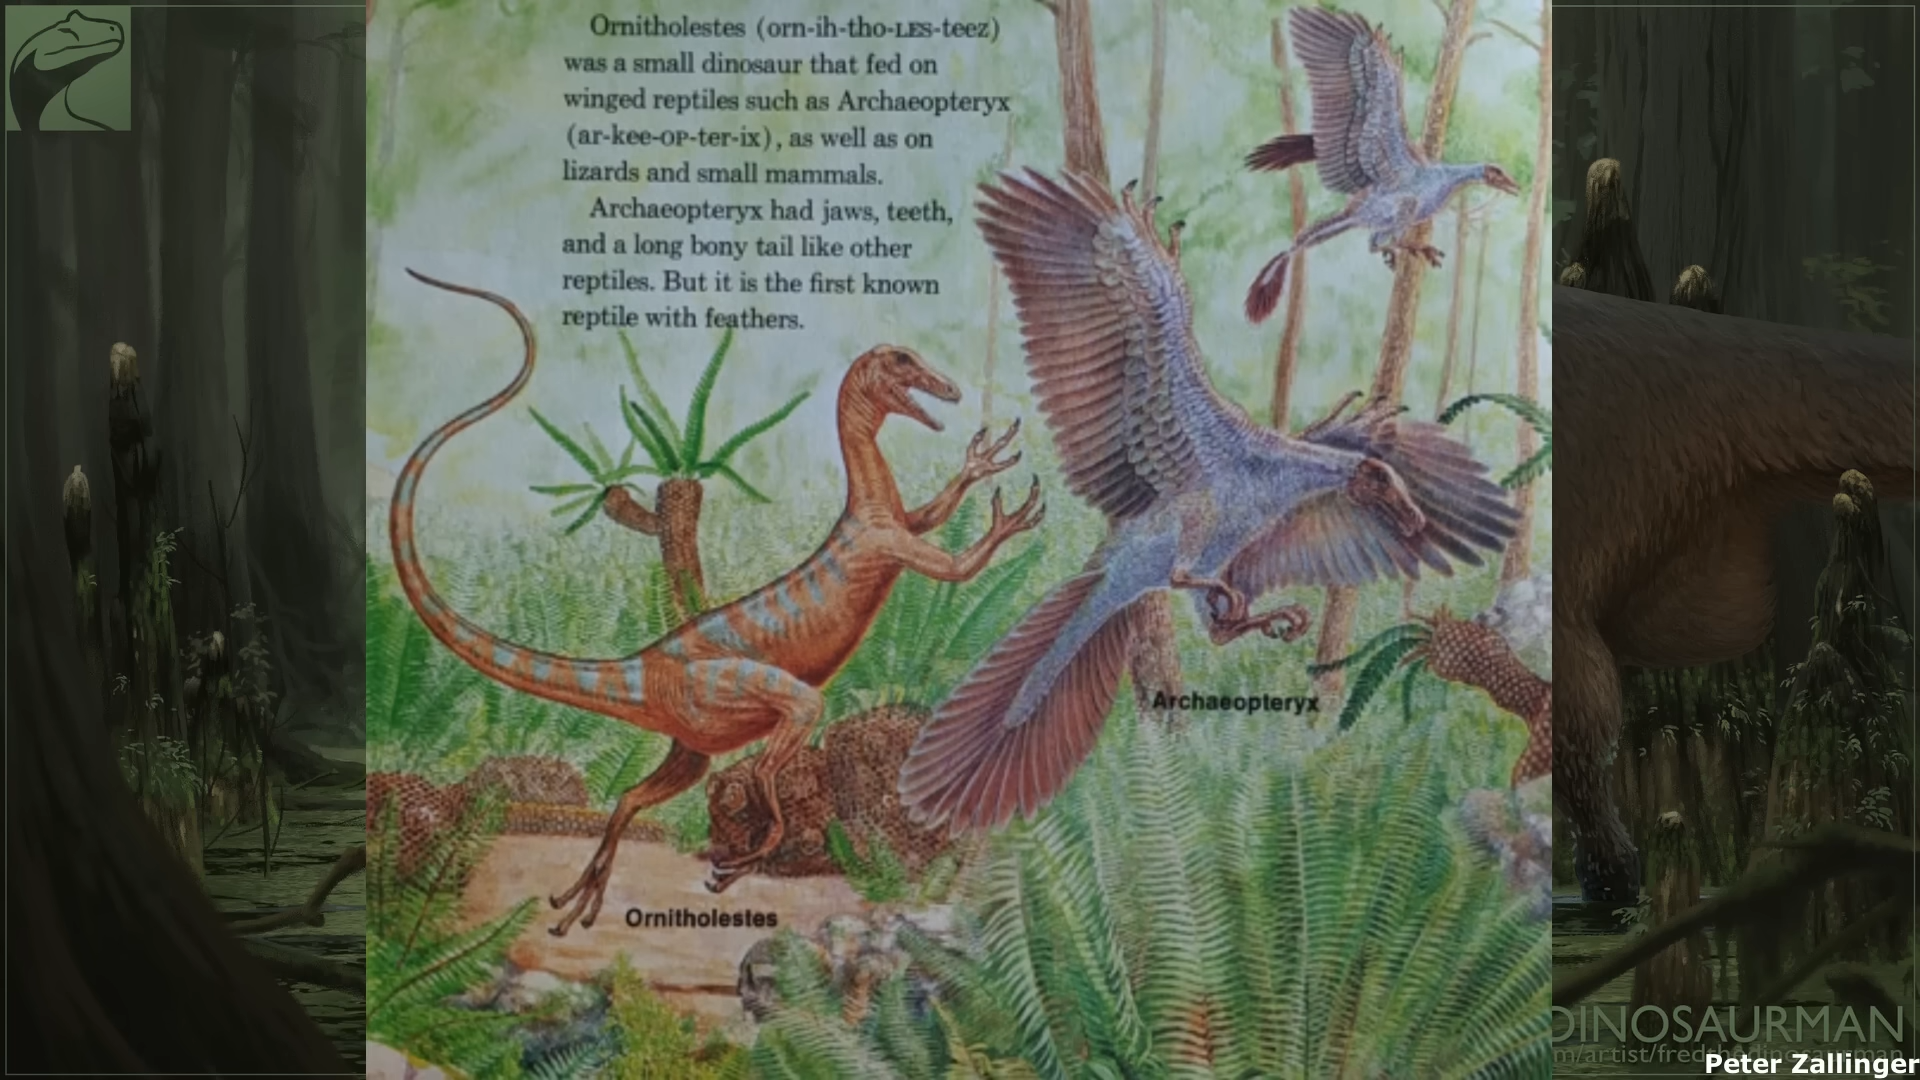 Ornitholestes (orn-ih-tho-LES-teez)
was a small dinosaur that fed on
winged reptiles such as Archaeopteryx
(ar-kee-OP-ter-ix), as well as on
lizards and small mammals.
Archaeopteryx had jaws, teeth,
and a long bony tail like other
reptiles. But it is the first known
reptile with feathers.
Archaeopteryx
Ornitholestes
DINOSAURMAN
m/artist/fredthedinosaurman
Peter Zallinger